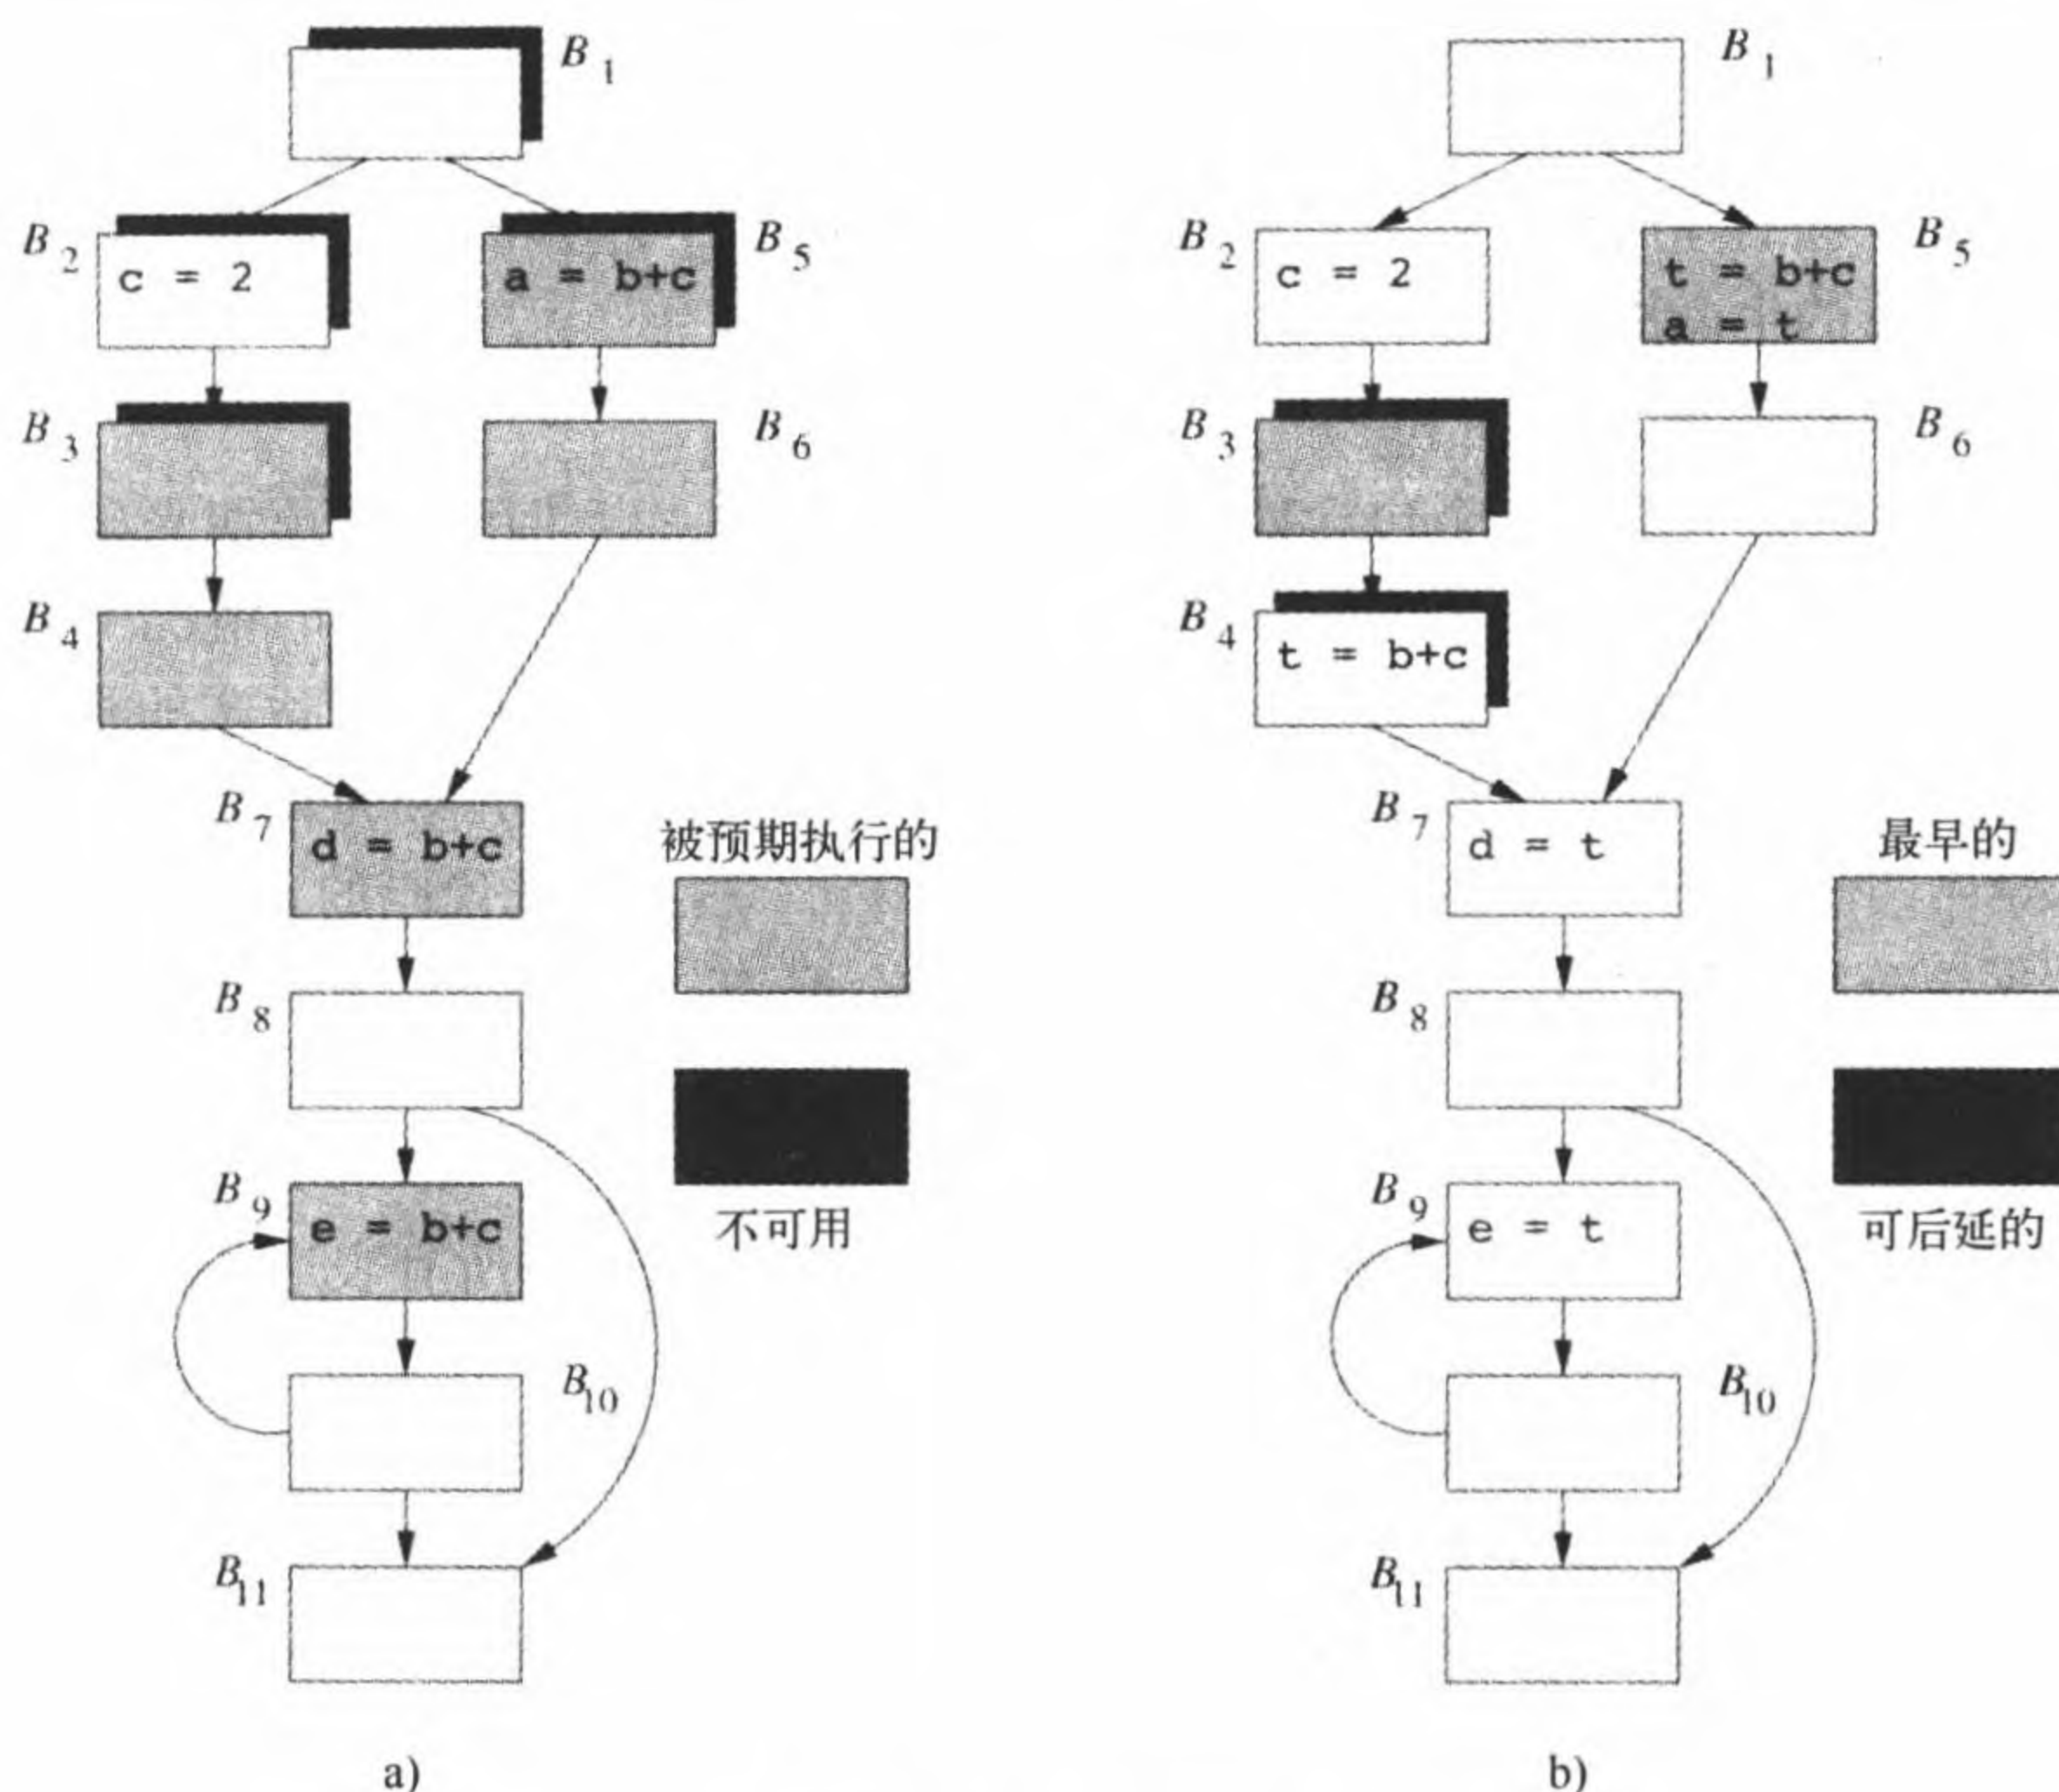 B1
B2
c = 2
a = b+c
B5
B3
B6
B4
B7
d = b+c
被预期执行的
B8
B9
e = b+c
不可用
B10
B11
a)
B1
B2
c = 2
t = b+c
a = t
B5
B3
B6
B4
t = b+c
B7
d = t
最早的
B8
B9
e = t
可后延的
B10
B11
b)